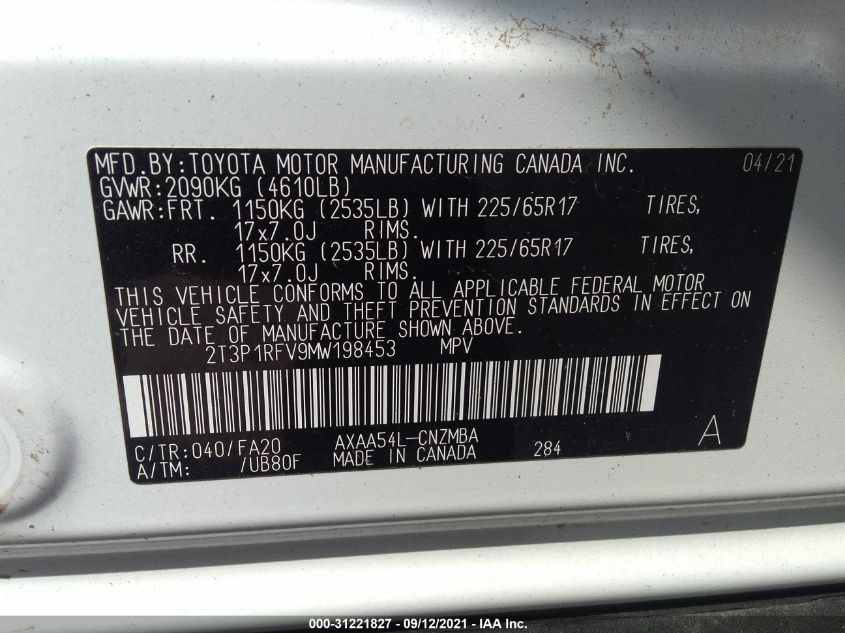 MFD.BY:TOYOTA MOTOR MANUFACTURING CANADA INC. 04/21
GVWR:2090KG (4610LB)
GAWR:FRT. 1150KG (2535LB) WITH 225/65R17 TIRES,
17x7.0J RIMS.
RR. 1150KG (2535LB) WITH 225/65R17 TIRES,
17x7.0J RIMS.
THIS VEHICLE CONFORMS TO ALL APPLICABLE FEDERAL MOTOR
VEHICLE SAFETY AND THEFT PREVENTION STANDARDS IN EFFECT ON
THE DATE OF MANUFACTURE SHOWN ABOVE.
2T3P1RFV9MW198453 MPV
C/TR:040/FA20 AXAA54L-CNZMBA A
A/TM: /UB80F MADE IN CANADA 284
000-31221827 - 09/12/2021 - IAA Inc.